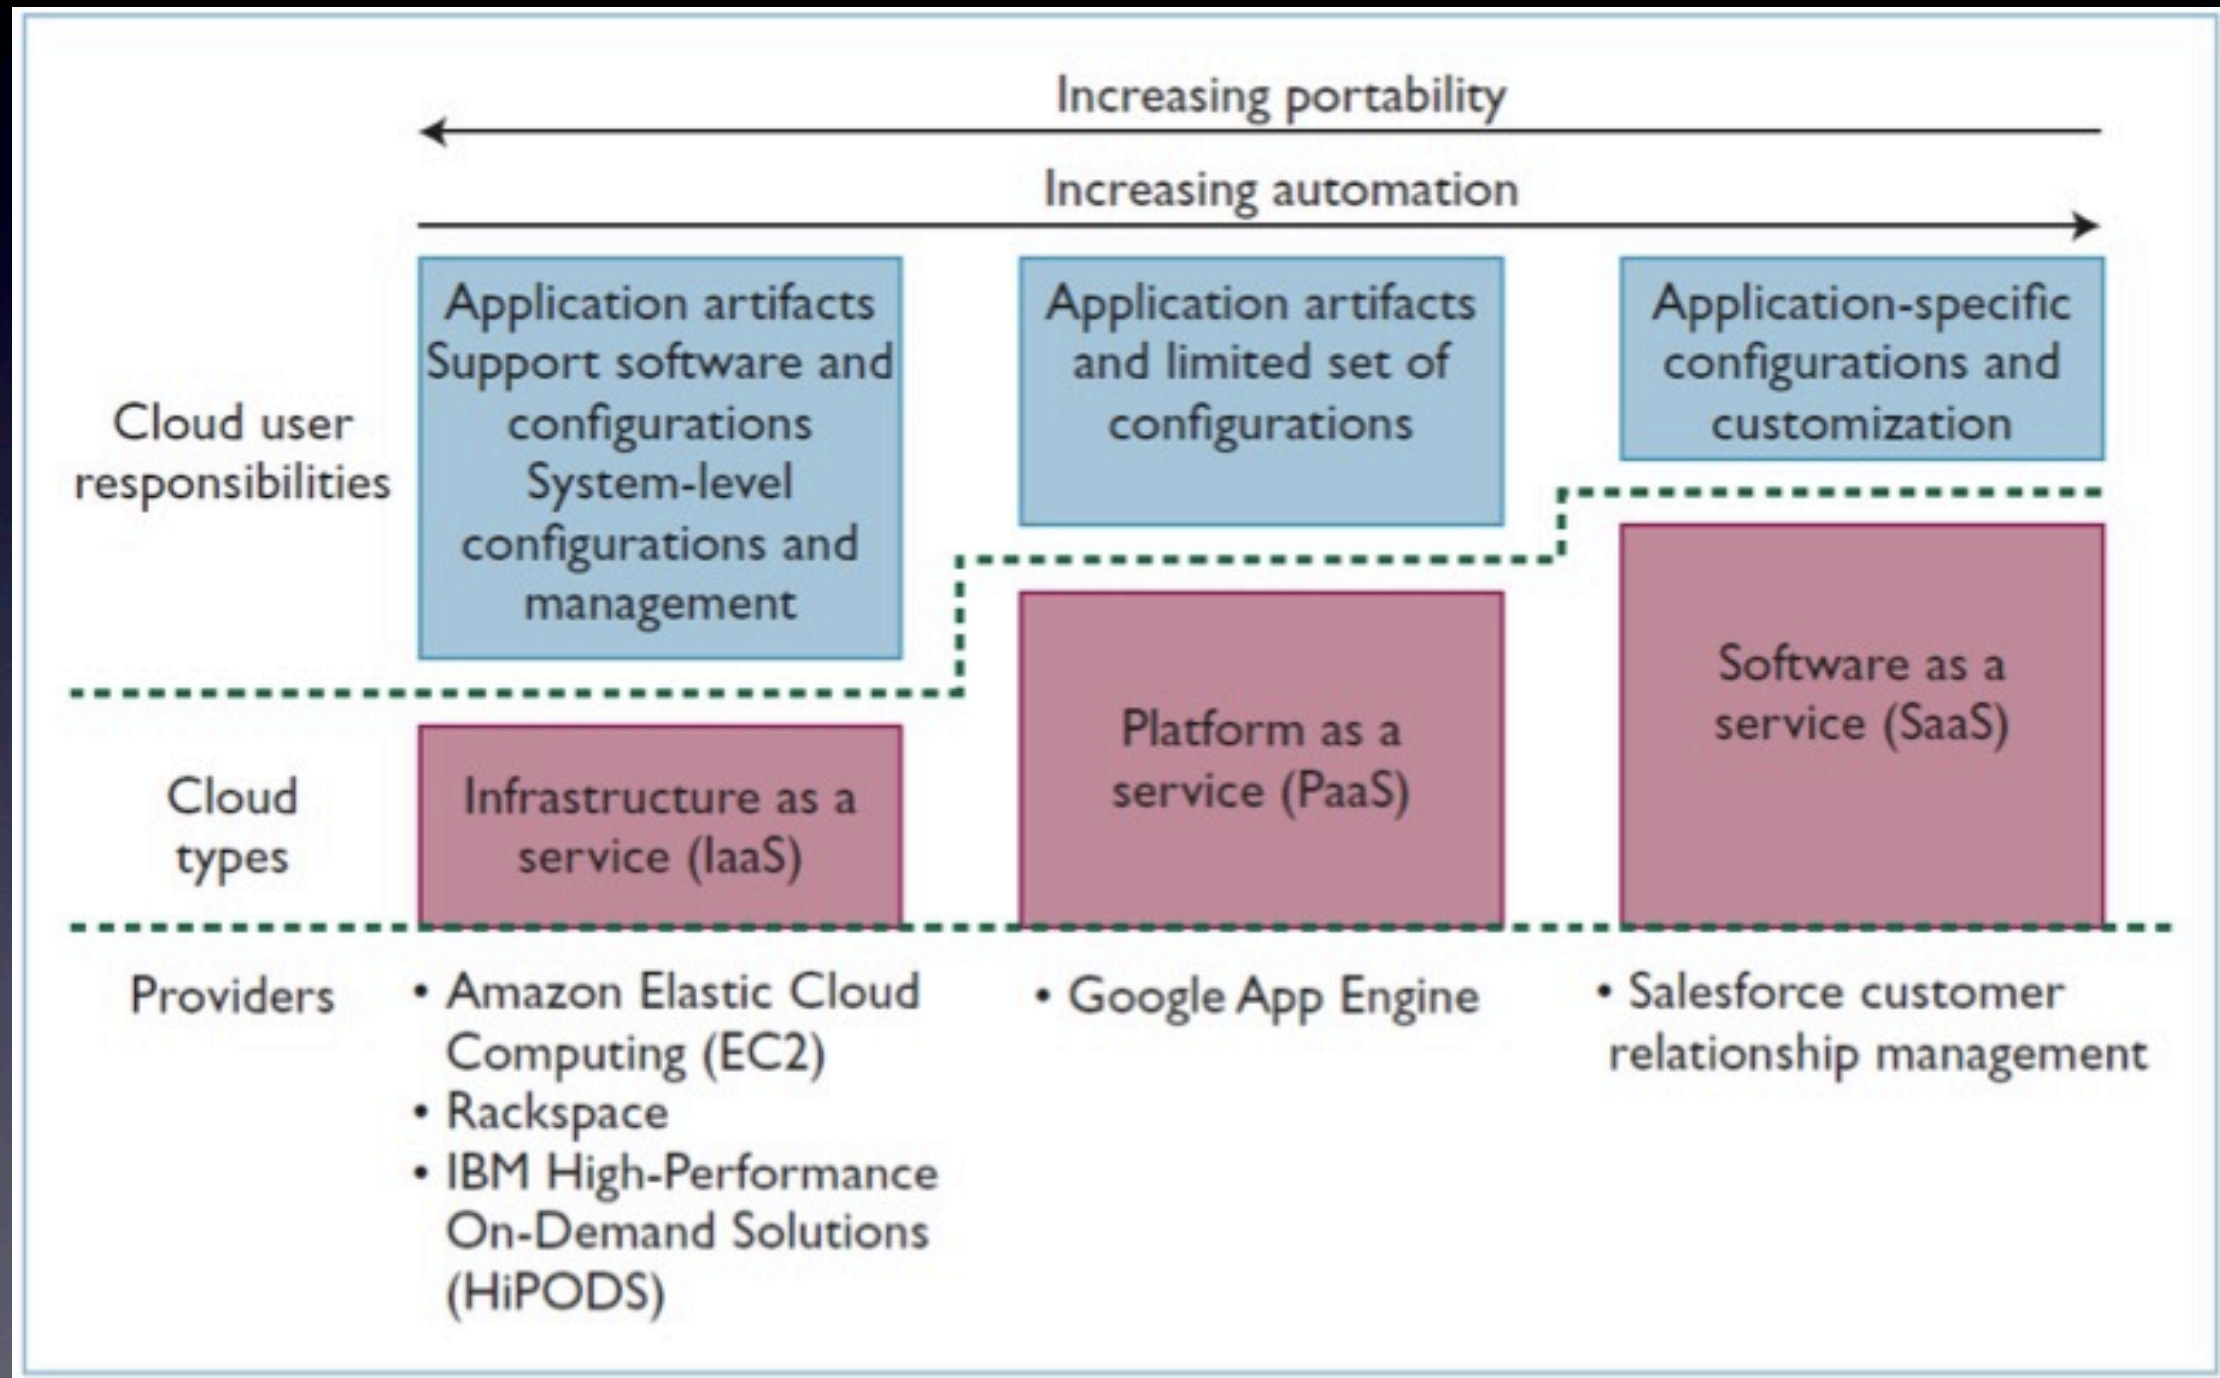 Increasing portability
Increasing automation
Cloud user
responsibilities
Application artifacts
Support software and
configurations
System-level
configurations and
management
Application artifacts
and limited set of
configurations
Application-specific
configurations and
customization
Cloud
types
Infrastructure as a
service (IaaS)
Platform as a
service (PaaS)
Software as a
service (SaaS)
Providers
• Amazon Elastic Cloud
Computing (EC2)
• Rackspace
• IBM High-Performance
On-Demand Solutions
(HiPODS)
• Google App Engine
• Salesforce customer
relationship management